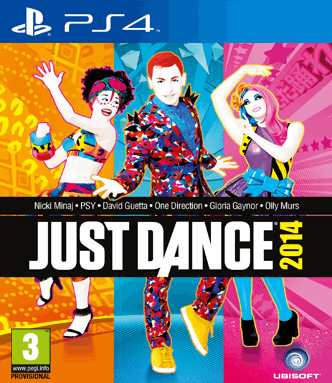 PS4
Nicki Minaj • PSY • David Guetta • One Direction • Gloria Gaynor • Olly Murs
JUST DANCE 2014
3
www.pegi.info
PROVISIONAL
UBISOFT